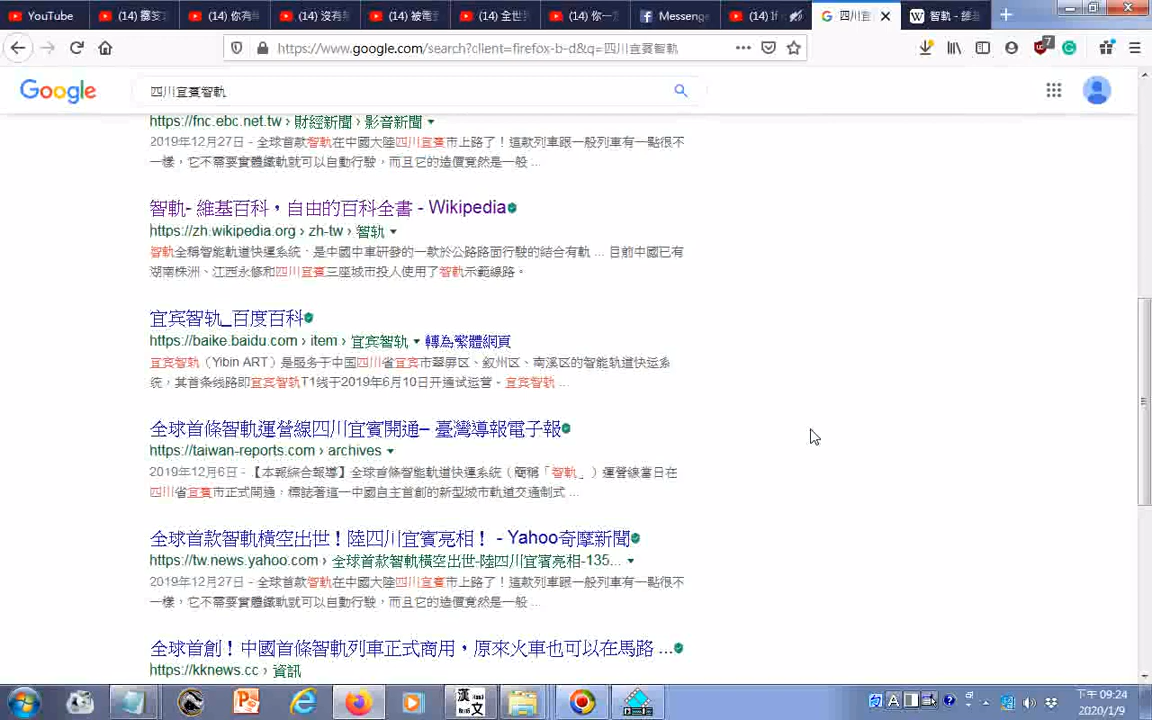 YouTube
(14) 霧
(14) 你有
(14) 沒有
(14) 被電
(14) 全世
(14) 你一
Messeng
(14) If
四川宜
智軌 - 維
https://www.google.com/search?client=firefox-b-d&q=四川宜賓智軌
7
Google
四川宜賓智軌
https://fnc.ebc.net.tw › 財經新聞 › 影音新聞
2019年12月27日 - 全球首款智軌在中國大陸四川宜賓市上路了！這款列車跟一般列車有一點很不
一樣，它不需要實體鐵軌就可以自動行駛，而且它的造價竟然是一般 ...
智軌- 維基百科，自由的百科全書 - Wikipedia
https://zh.wikipedia.org › zh-tw › 智轨
智軌全稱智能軌道快運系統，是中國中車研發的一款於公路路面行駛的結合有軌 ... 目前中國已有
湖南株洲、江西永修和四川宜賓三座城市投入使用了智軌示範線路。
宜宾智轨_百度百科
https://baike.baidu.com › item › 宜宾智轨 轉為繁體網頁
宜宾智轨（Yibin ART）是服务于中国四川省宜宾市翠屏区、叙州区、南溪区的智能轨道快运系
统，其首条线路即宜宾智轨T1线于2019年6月10日开通试运营。宜宾智轨 ...
全球首條智軌運營線四川宜賓開通– 臺灣導報電子報
https://taiwan-reports.com › archives
2019年12月6日 - 【本報綜合報導】全球首條智能軌道快運系統（簡稱「智軌」）運營線當日在
四川省宜賓市正式開通，標誌著這一中國自主首創的新型城市軌道交通制式 ...
全球首款智軌橫空出世！陸四川宜賓亮相！ - Yahoo奇摩新聞
https://tw.news.yahoo.com › 全球首款智軌橫空出世-陸四川宜賓亮相-135...
2019年12月27日 - 全球首款智軌在中國大陸四川宜賓市上路了！這款列車跟一般列車有一點很不
一樣，它不需要實體鐵軌就可以自動行駛，而且它的造價竟然是一般 ...
全球首創！中國首條智軌列車正式商用，原來火車也可以在馬路 ...
https://kknews.cc › 資訊
漢文
A
下午 09:24
2020/1/9